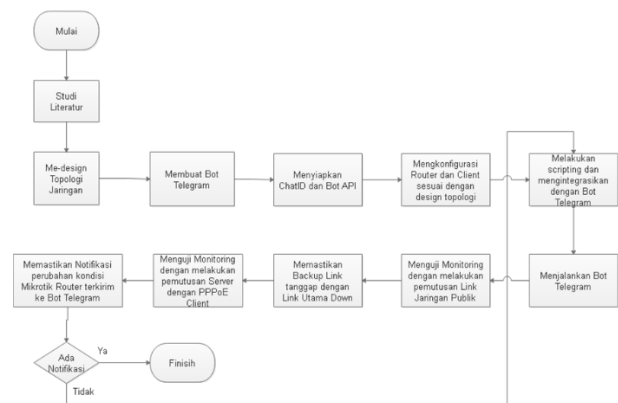 Mulai
Studi
Literatur
Me-design
Topologi
Jaringan
Membuat Bot
Telegram
Menyiapkan
ChatID dan Bot API
Mengkonfigurasi
Router dan Client
sesuai dengan
design topologi
Melakukan
scripting dan
mengintegrasikan
dengan Bot
Telegram
Menjalankan Bot
Telegram
Menguji Monitoring
dengan melakukan
pemutusan Link
Jaringan Publik
Memastikan
Backup Link
tanggap dengan
Link Utama Down
Menguji Monitoring
dengan melakukan
pemutusan Server
dengan PPPoE
Client
Memastikan Notifikasi
perubahan kondisi
Mikrotik Router terkirim
ke Bot Telegram
Ada
Notifikasi
Ya
Finisih
Tidak